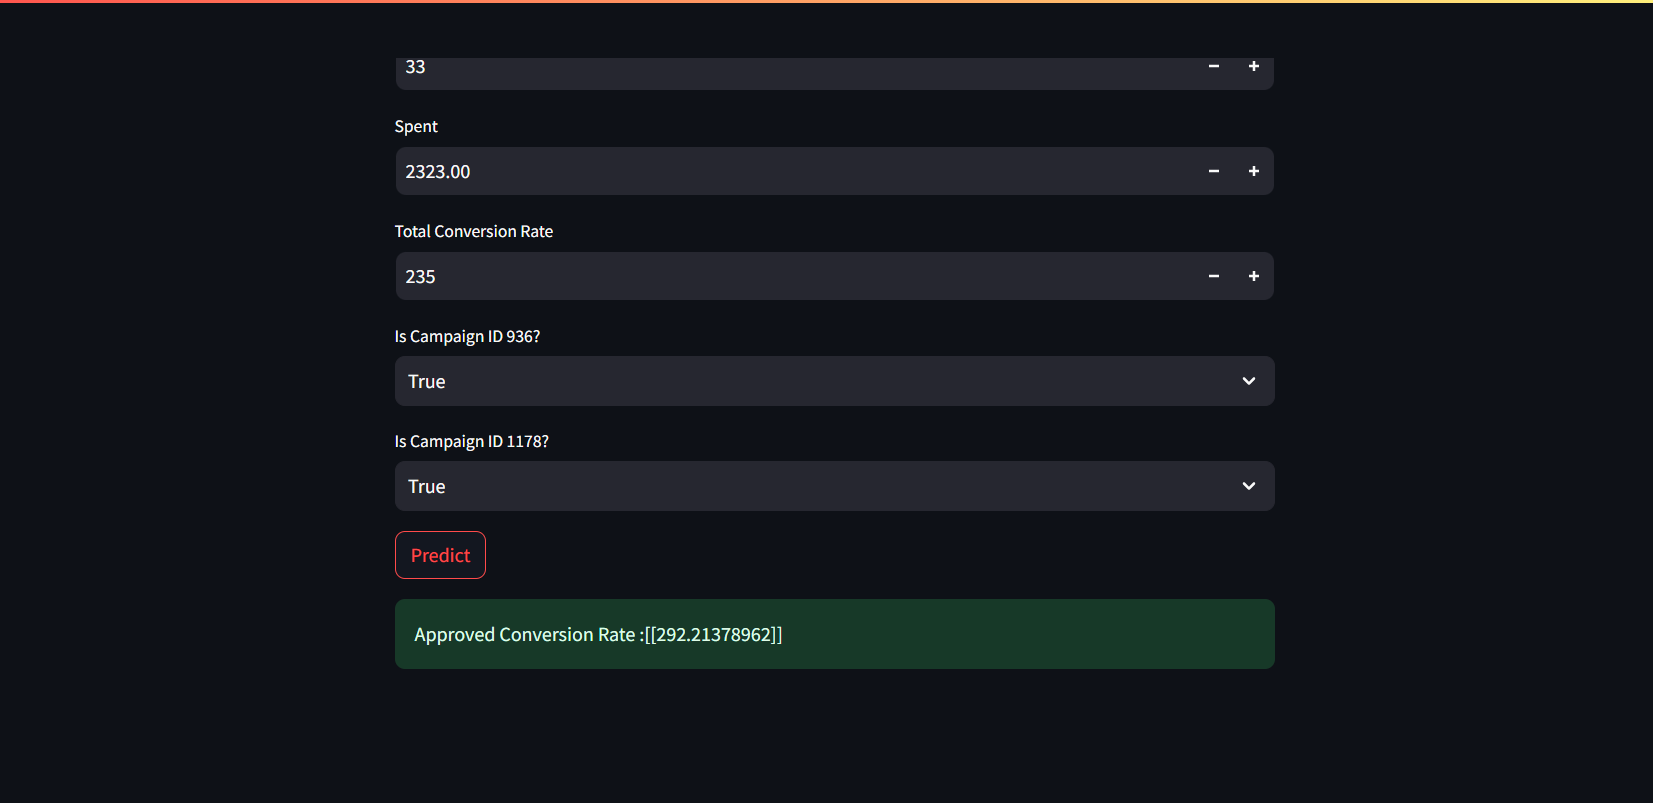 33
Spent
2323.00
Total Conversion Rate
235
Is Campaign ID 936?
True
Is Campaign ID 1178?
True
Predict
Approved Conversion Rate :[[292.21378962]]